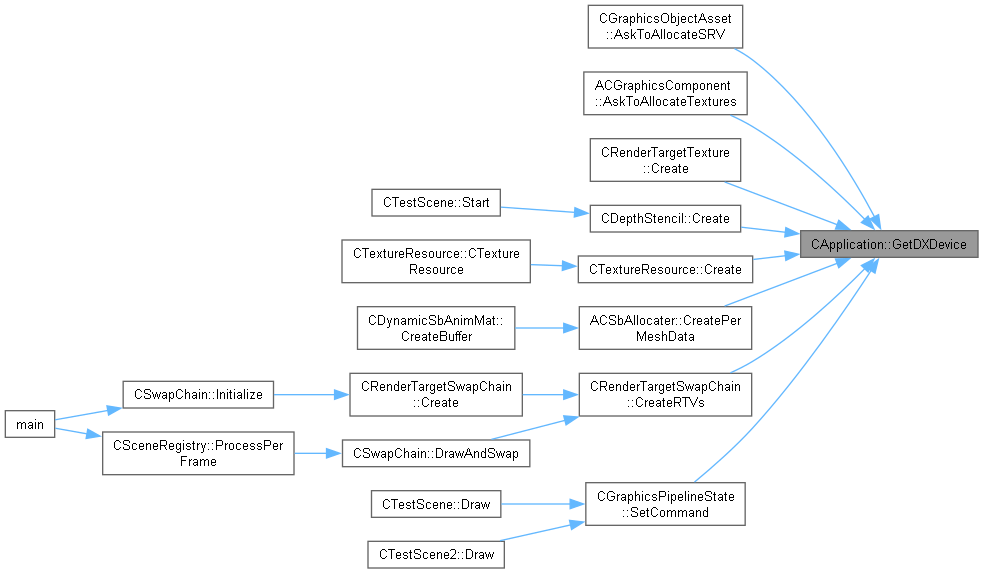 CGraphicsObjectAsset
::AskToAllocateSRV
ACGraphicsComponent
::AskToAllocateTextures
CRenderTargetTexture
::Create
CTestScene::Start
CDepthStencil::Create
CApplication::GetDXDevice
CTextureResource::CTexture
Resource
CTextureResource::Create
CDynamicSbAnimMat::
CreateBuffer
ACSbAllocater::CreatePer
MeshData
CSwapChain::Initialize
CRenderTargetSwapChain
::Create
CRenderTargetSwapChain
::CreateRTVs
main
CSceneRegistry::ProcessPer
Frame
CSwapChain::DrawAndSwap
CTestScene::Draw
CGraphicsPipelineState
::SetCommand
CTestScene2::Draw